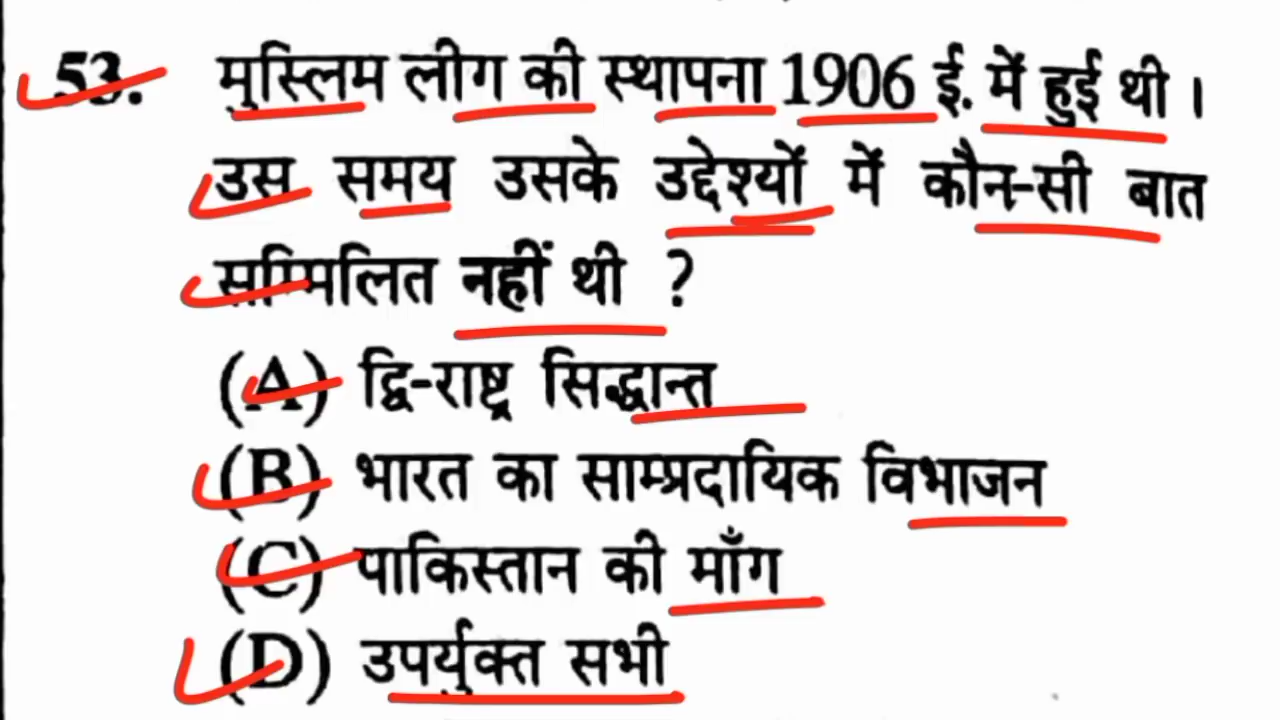 53. मुस्लिम लीग की स्थापना 1906 ई. में हुई थी ।
उस समय उसके उद्देश्यों में कौन-सी बात
सम्मिलित नहीं थी ?
(A) द्वि-राष्ट्र सिद्धान्त
(B) भारत का साम्प्रदायिक विभाजन
(C) पाकिस्तान की माँग
(D) उपर्युक्त सभी